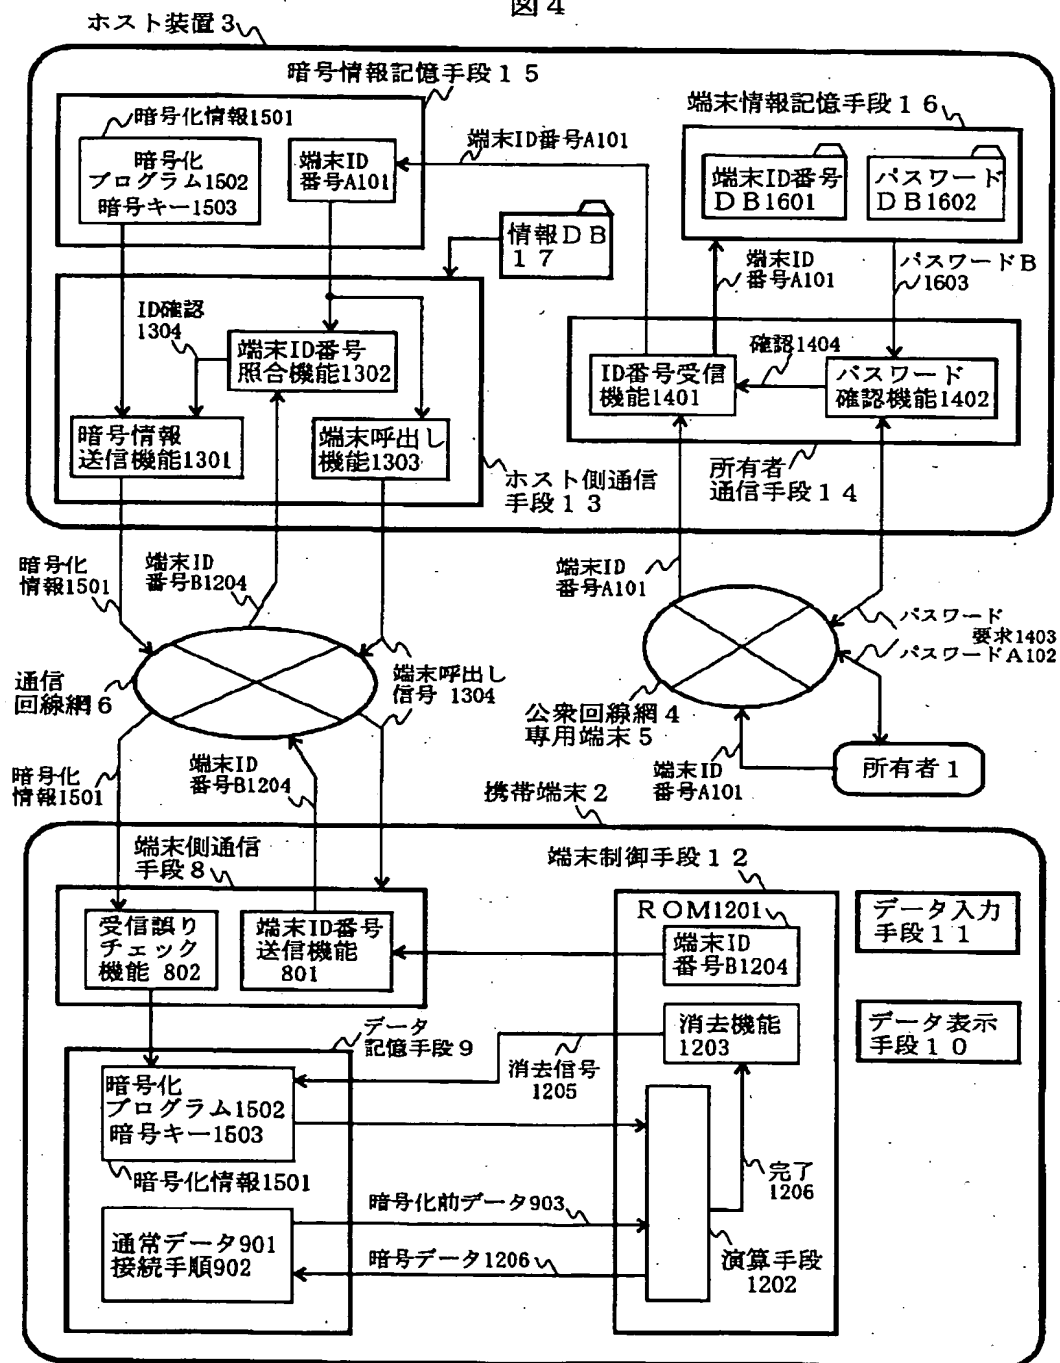 図4
ホスト装置3
暗号情報記憶手段15
暗号化情報1501
暗号化
プログラム1502
暗号キー1503
端末ID
番号A101
端末ID番号A101
端末情報記憶手段16
端末ID番号
DB1601
パスワード
DB1602
情報DB
17
端末ID
番号A101
パスワードB
1603
ID確認
1304
端末ID番号
照合機能1302
暗号情報
送信機能1301
端末呼出し
機能1303
ホスト側通信
手段13
確認1404
ID番号受信
機能1401
パスワード
確認機能1402
所有者
通信手段14
暗号化
情報1501
端末ID
番号B1204
端末ID
番号A101
パスワード
要求1403
パスワードA102
通信
回線網6
端末呼出し
信号 1304
公衆回線網4
専用端末5
暗号化
情報1501
端末ID
番号B1204
端末ID
番号A101
所有者1
携帯端末2
端末側通信
手段8
端末制御手段12
受信誤り
チェック
機能 802
端末ID番号
送信機能
801
ROM1201
端末ID
番号B1204
データ入力
手段11
データ
記憶手段9
消去機能
1203
データ表示
手段10
消去信号
1205
暗号化
プログラム1502
暗号キー1503
暗号化情報1501
完了
1206
暗号化前データ903
通常データ901
接続手順902
暗号データ1206
演算手段
1202